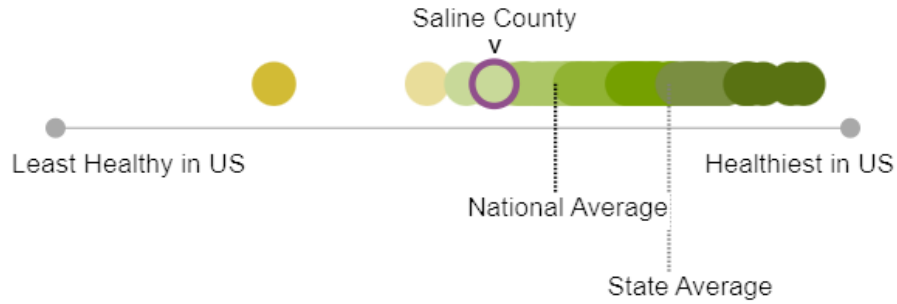 Saline County
v
Least Healthy in US
Healthiest in US
National Average
State Average